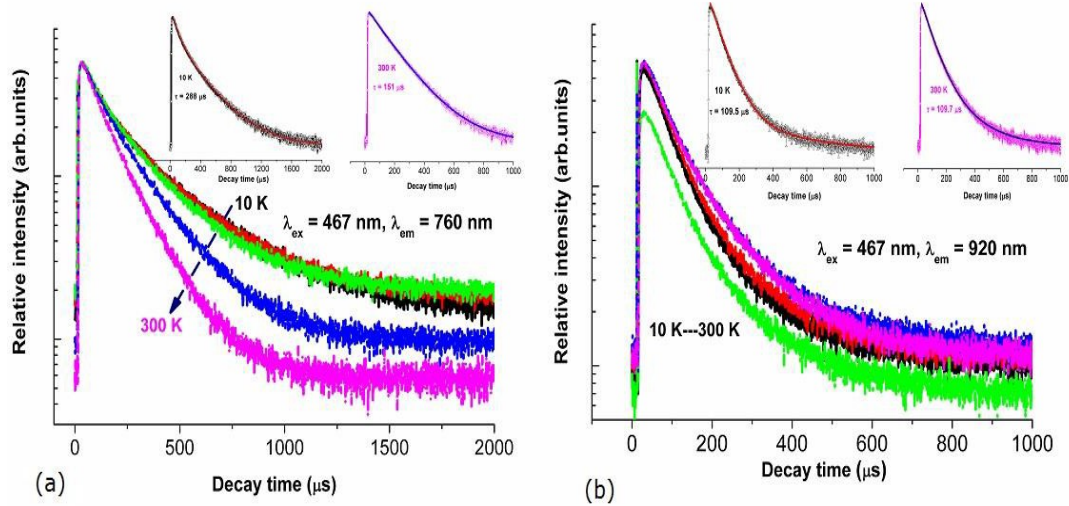 Relative intensity (arb.units)
10 K
τ = 288 μs
0 400 800 1200 1600 2000
Decay time (μs)
300 K
τ = 151 μs
0 200 400 600 800 1000
Decay time (μs)
10 K
λex = 467 nm, λem = 760 nm
300 K
0 500 1000 1500 2000
Decay time (μs)
(a)
Relative intensity (arb.units)
10 K
τ = 109.5 μs
0 200 400 600 800 1000
Decay time (μs)
300 K
τ = 109.7 μs
0 200 400 600 800 1000
Decay time (μs)
λex = 467 nm, λem = 920 nm
10 K---300 K
0 200 400 600 800 1000
Decay time (μs)
(b)